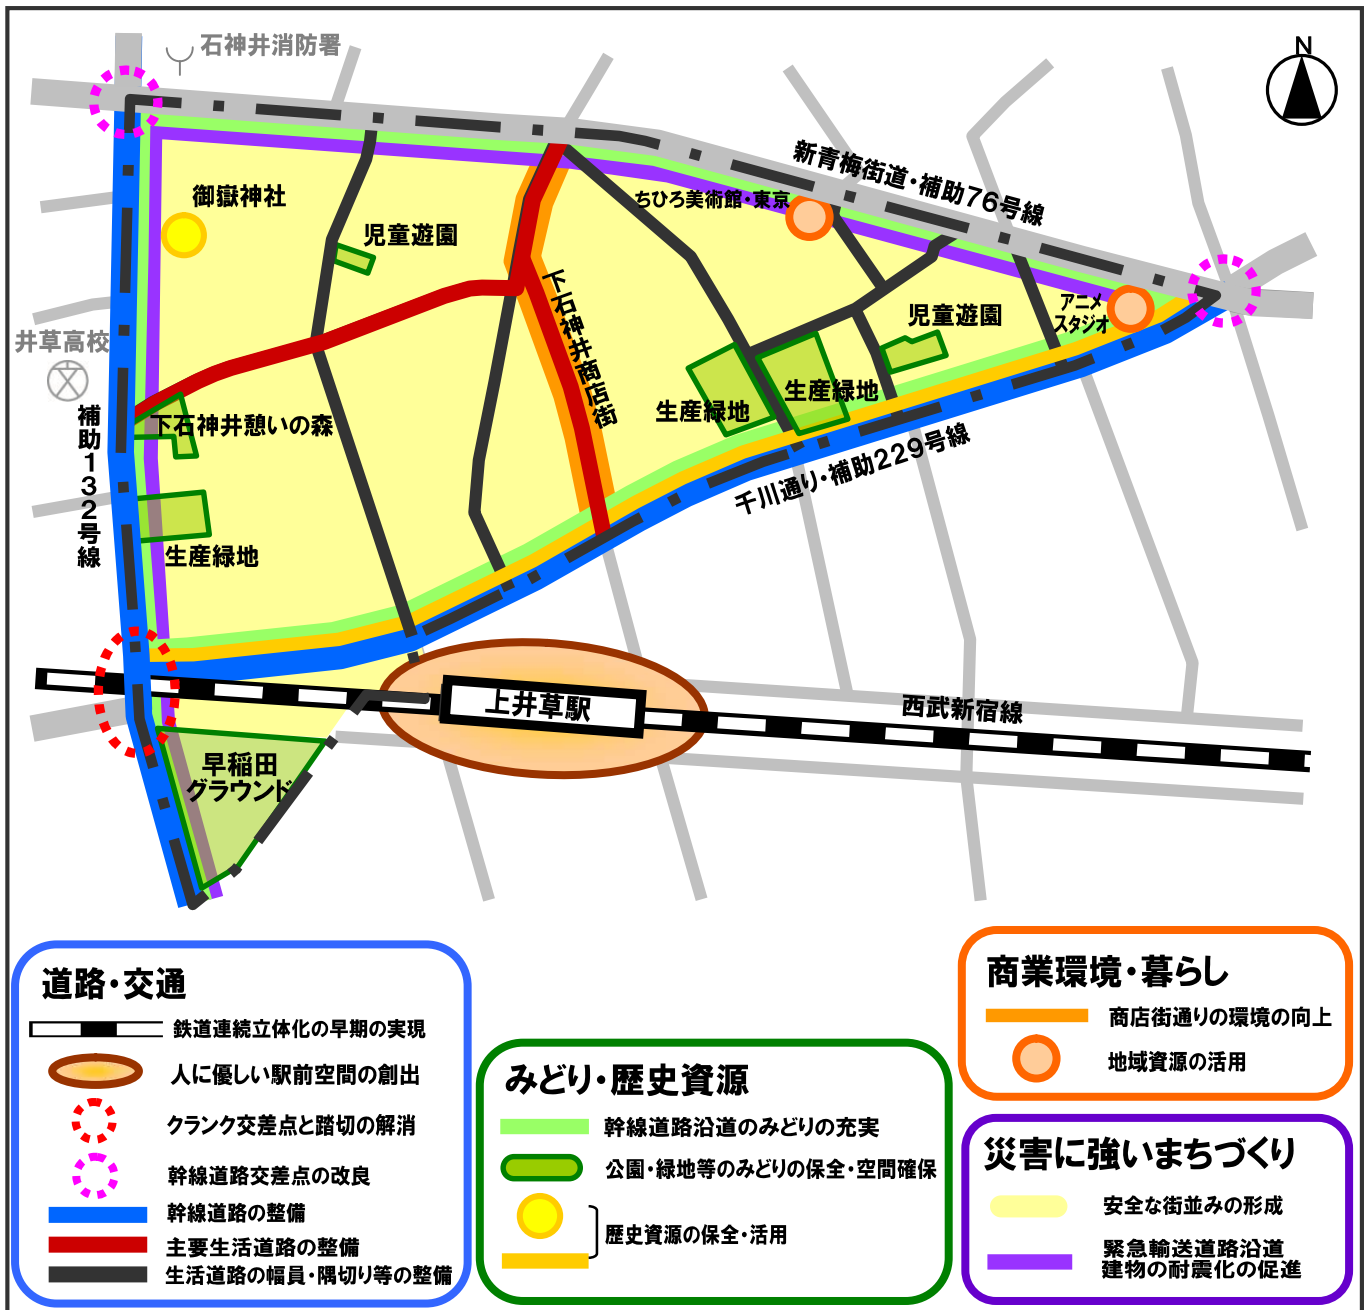 石神井消防署
N
新青梅街道・補助76号線
御嶽神社
児童遊園
ちひろ美術館・東京
下石神井商店街
アニメ
スタジオ
児童遊園
井草高校
生産緑地
生産緑地
下石神井憩いの森
補助132号線
千川通り・補助229号線
生産緑地
上井草駅
西武新宿線
早稲田
グラウンド
道路・交通
鉄道連続立体化の早期の実現
人に優しい駅前空間の創出
クランク交差点と踏切の解消
幹線道路交差点の改良
幹線道路の整備
主要生活道路の整備
生活道路の幅員・隅切り等の整備
みどり・歴史資源
幹線道路沿道のみどりの充実
公園・緑地等のみどりの保全・空間確保
歴史資源の保全・活用
商業環境・暮らし
商店街通りの環境の向上
地域資源の活用
災害に強いまちづくり
安全な街並みの形成
緊急輸送道路沿道
建物の耐震化の促進